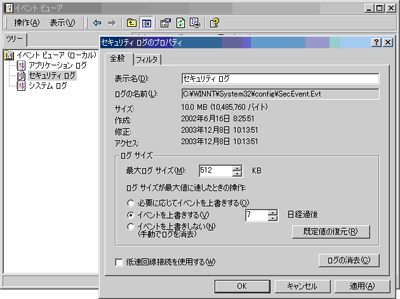 イベント ビューア
操作(A) 表示(V)
ツリー
イベント ビューア (ローカル)
アプリケーション ログ
セキュリティ ログ
システム ログ
セキュリティ ログのプロパティ
全般 フィルタ
表示名(D): セキュリティ ログ
ログの名前(L): C:\WINNT\System32\config\SecEvent.Evt
サイズ: 10.0 MB (10,485,760 バイト)
作成: 2002年6月16日 8:25:51
修正: 2003年12月8日 10:13:51
アクセス: 2003年12月8日 10:13:51
ログ サイズ
最大ログ サイズ(M): 512 KB
ログ サイズが最大値に達したときの操作
必要に応じてイベントを上書きする(O)
イベントを上書きする(V) 7 日経過後
イベントを上書きしない(N)
(手動でログを消去)
既定値の復元(R)
低速回線接続を使用する(W)
ログの消去(C)
OK キャンセル 適用(A)